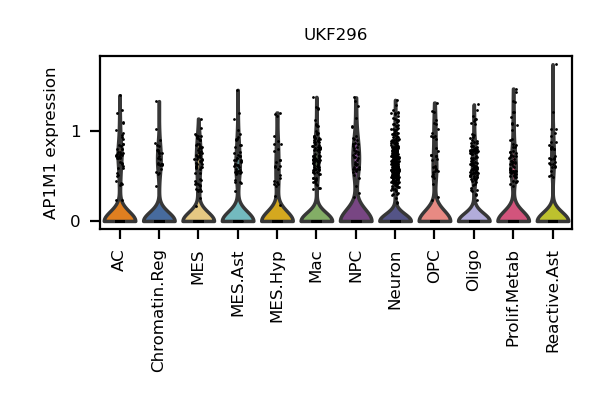 UKF296
AP1M1 expression
1
0
AC
Chromatin.Reg
MES
MES.Ast
MES.Hyp
Mac
NPC
Neuron
OPC
Oligo
Prolif.Metab
Reactive.Ast